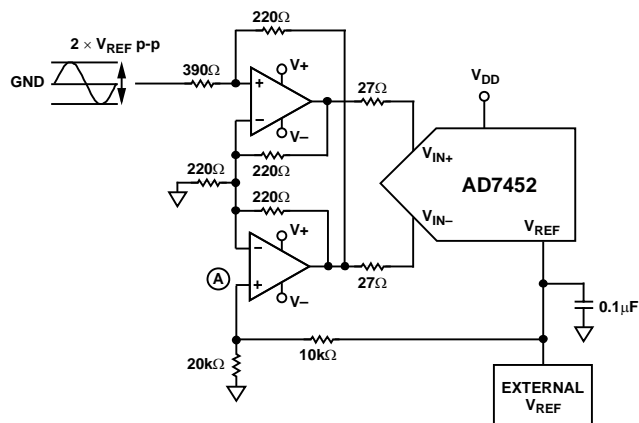 220Ω
2 × VREF p-p
GND
390Ω
V+
+
–
V–
27Ω
VDD
VIN+
AD7452
VIN–
VREF
220Ω
220Ω
220Ω
V+
–
A
+
V–
27Ω
0.1µF
10kΩ
20kΩ
EXTERNAL
VREF